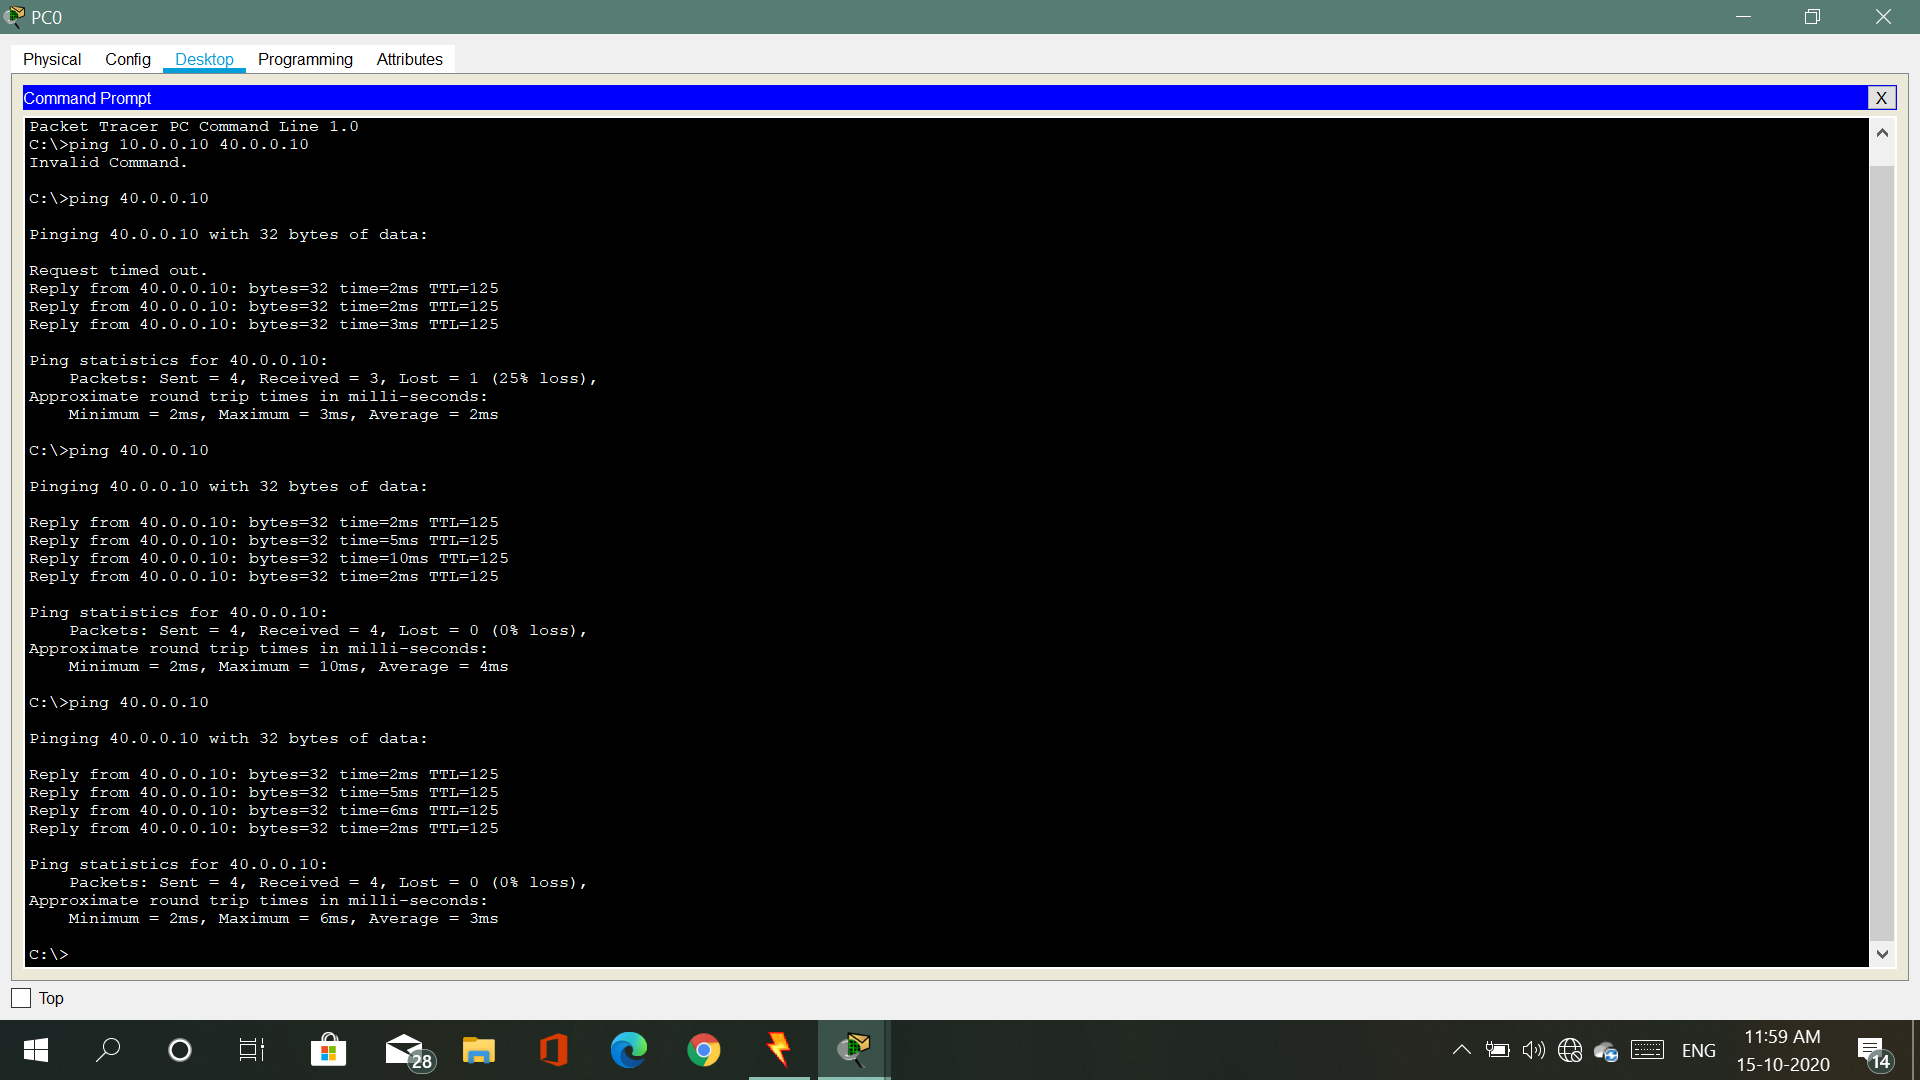 PC0
Physical Config Desktop Programming Attributes
Command Prompt
X
Packet Tracer PC Command Line 1.0
C:\>ping 10.0.0.10 40.0.0.10
Invalid Command.
C:\>ping 40.0.0.10
Pinging 40.0.0.10 with 32 bytes of data:
Request timed out.
Reply from 40.0.0.10: bytes=32 time=2ms TTL=125
Reply from 40.0.0.10: bytes=32 time=2ms TTL=125
Reply from 40.0.0.10: bytes=32 time=3ms TTL=125
Ping statistics for 40.0.0.10:
Packets: Sent = 4, Received = 3, Lost = 1 (25% loss),
Approximate round trip times in milli-seconds:
Minimum = 2ms, Maximum = 3ms, Average = 2ms
C:\>ping 40.0.0.10
Pinging 40.0.0.10 with 32 bytes of data:
Reply from 40.0.0.10: bytes=32 time=2ms TTL=125
Reply from 40.0.0.10: bytes=32 time=5ms TTL=125
Reply from 40.0.0.10: bytes=32 time=10ms TTL=125
Reply from 40.0.0.10: bytes=32 time=2ms TTL=125
Ping statistics for 40.0.0.10:
Packets: Sent = 4, Received = 4, Lost = 0 (0% loss),
Approximate round trip times in milli-seconds:
Minimum = 2ms, Maximum = 10ms, Average = 4ms
C:\>ping 40.0.0.10
Pinging 40.0.0.10 with 32 bytes of data:
Reply from 40.0.0.10: bytes=32 time=2ms TTL=125
Reply from 40.0.0.10: bytes=32 time=5ms TTL=125
Reply from 40.0.0.10: bytes=32 time=6ms TTL=125
Reply from 40.0.0.10: bytes=32 time=2ms TTL=125
Ping statistics for 40.0.0.10:
Packets: Sent = 4, Received = 4, Lost = 0 (0% loss),
Approximate round trip times in milli-seconds:
Minimum = 2ms, Maximum = 6ms, Average = 3ms
C:\>
Top
28
ENG
11:59 AM
15-10-2020
14